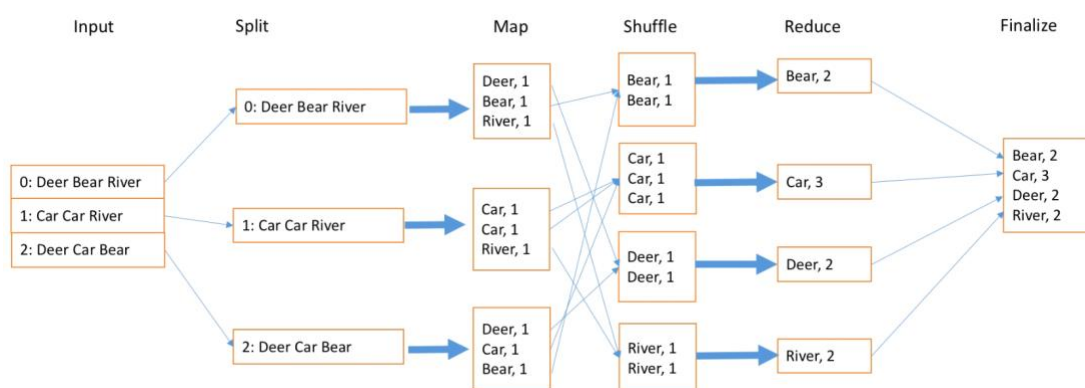 Input
Split
Map
Shuffle
Reduce
Finalize
0: Deer Bear River
1: Car Car River
2: Deer Car Bear
0: Deer Bear River
1: Car Car River
2: Deer Car Bear
Deer, 1
Bear, 1
River, 1
Car, 1
Car, 1
River, 1
Deer, 1
Car, 1
Bear, 1
Bear, 1
Bear, 1
Car, 1
Car, 1
Car, 1
Deer, 1
Deer, 1
River, 1
River, 1
Bear, 2
Car, 3
Deer, 2
River, 2
Bear, 2
Car, 3
Deer, 2
River, 2